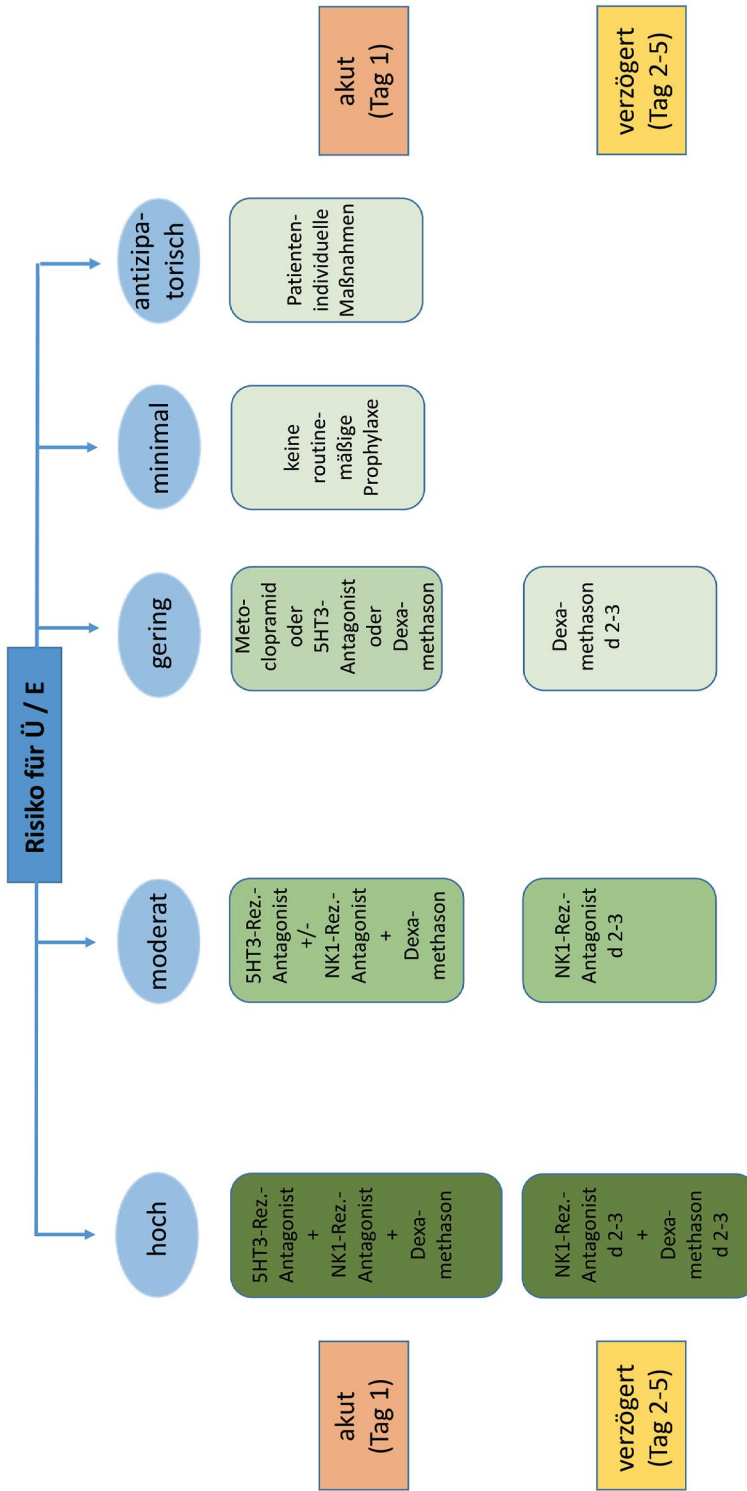 Risiko für Ü / E
hoch
moderat
gering
minimal
antizipa-
torisch
akut
(Tag 1)
5HT3-Rez.-
Antagonist
+
NK1-Rez.-
Antagonist
+
Dexa-
methason
5HT3-Rez.-
Antagonist
+/-
NK1-Rez.-
Antagonist
+
Dexa-
methason
Meto-
clopramid
oder
5HT3-
Antagonist
oder
Dexa-
methason
keine
routine-
mäßige
Prophylaxe
Patienten-
individuelle
Maßnahmen
akut
(Tag 1)
verzögert
(Tag 2-5)
NK1-Rez.-
Antagonist
d 2-3
+
Dexa-
methason
d 2-3
NK1-Rez.-
Antagonist
d 2-3
Dexa-
methason
d 2-3
verzögert
(Tag 2-5)